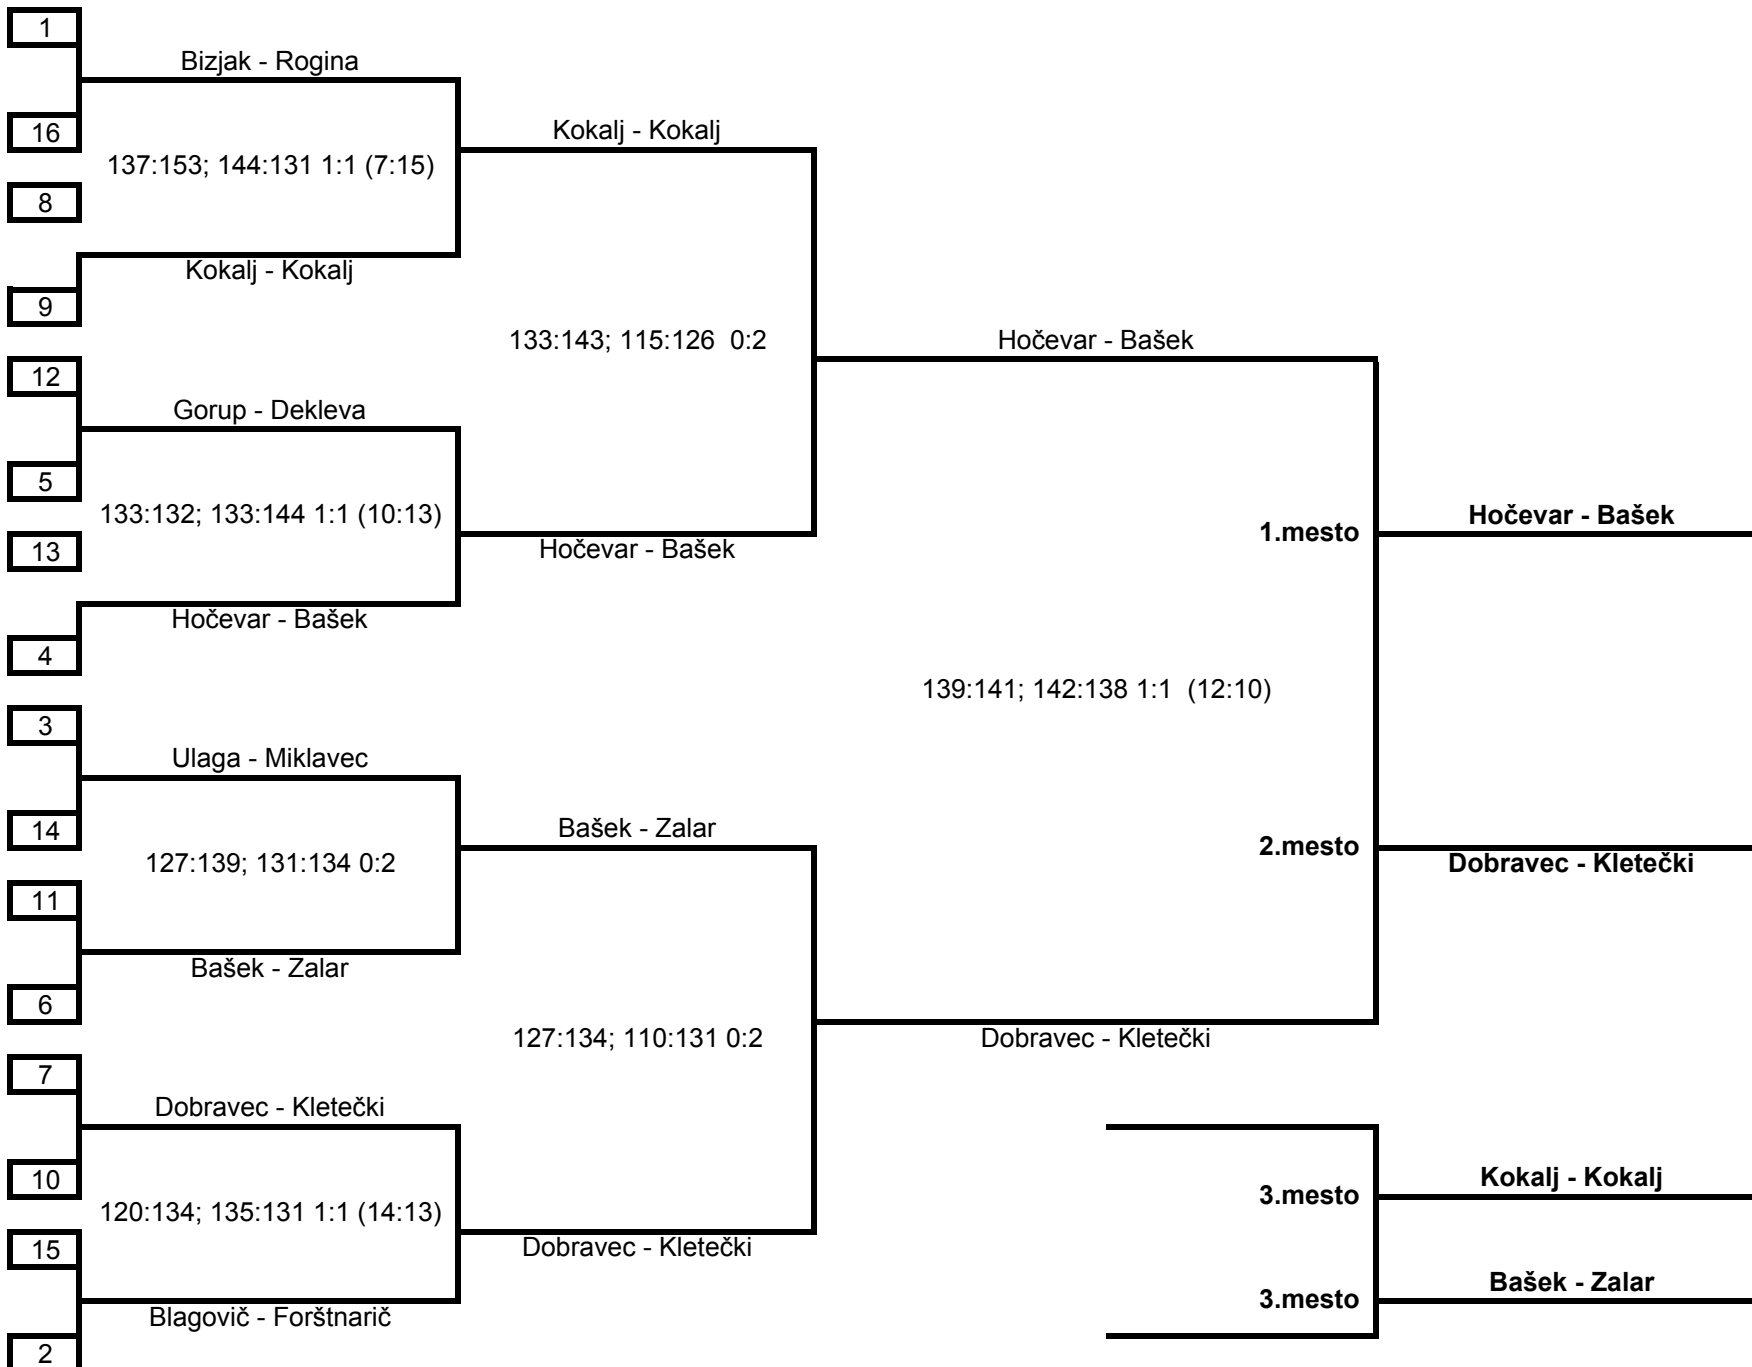 1
Bizjak - Rogina
16
Kokalj - Kokalj
137:153; 144:131 1:1 (7:15)
8
Kokalj - Kokalj
9
133:143; 115:126  0:2
Hočevar - Bašek
12
Gorup - Dekleva
5
133:132; 133:144 1:1 (10:13)
1.mesto
Hočevar - Bašek
13
Hočevar - Bašek
Hočevar - Bašek
4
139:141; 142:138 1:1  (12:10)
3
Ulaga - Miklavec
14
Bašek - Zalar
2.mesto
127:139; 131:134 0:2
Dobravec - Kletečki
11
Bašek - Zalar
6
127:134; 110:131 0:2
Dobravec - Kletečki
7
Dobravec - Kletečki
10
3.mesto
Kokalj - Kokalj
120:134; 135:131 1:1 (14:13)
15
Dobravec - Kletečki
3.mesto
Bašek - Zalar
Blagovič - Forštnarič
2